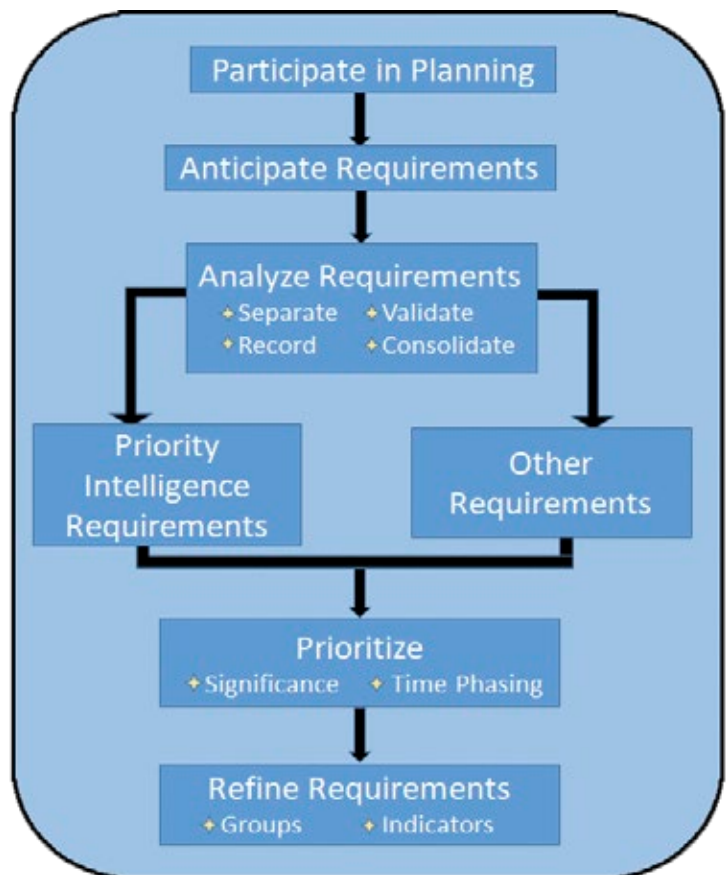 Participate in Planning
Anticipate Requirements
Analyze Requirements
Separate Validate
Record Consolidate
Priority
Intelligence
Requirements
Other
Requirements
Prioritize
Significance Time Phasing
Refine Requirements
Groups Indicators